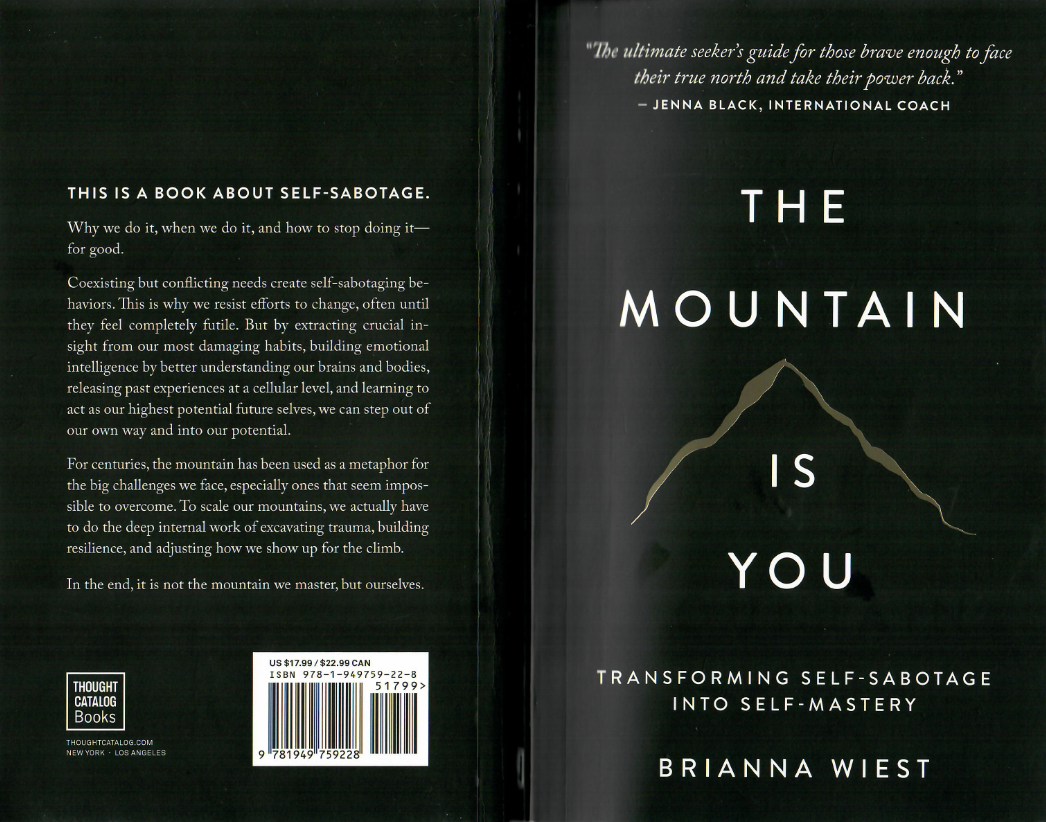 THIS IS A BOOK ABOUT SELF-SABOTAGE.
Why we do it, when we do it, and how to stop doing it—
for good.
Coexisting but conflicting needs create self-sabotaging be-
haviors. This is why we resist efforts to change, often until
they feel completely futile. But by extracting crucial in-
sight from our most damaging habits, building emotional
intelligence by better understanding our brains and bodies,
releasing past experiences at a cellular level, and learning to
act as our highest potential future selves, we can step out of
our own way and into our potential.
For centuries, the mountain has been used as a metaphor for
the big challenges we face, especially ones that seem impos-
sible to overcome. To scale our mountains, we actually have
to do the deep internal work of excavating trauma, building
resilience, and adjusting how we show up for the climb.
In the end, it is not the mountain we master, but ourselves.
THOUGHT
CATALOG
Books
THOUGHTCATALOG.COM
NEW YORK · LOS ANGELES
US $17.99 / $22.99 CAN
ISBN 978-1-949759-22-8
51799>
9 781949 759228
"The ultimate seeker's guide for those brave enough to face
their true north and take their power back."
– JENNA BLACK, INTERNATIONAL COACH
THE
MOUNTAIN
IS
YOU
TRANSFORMING SELF-SABOTAGE
INTO SELF-MASTERY
BRIANNA WIEST